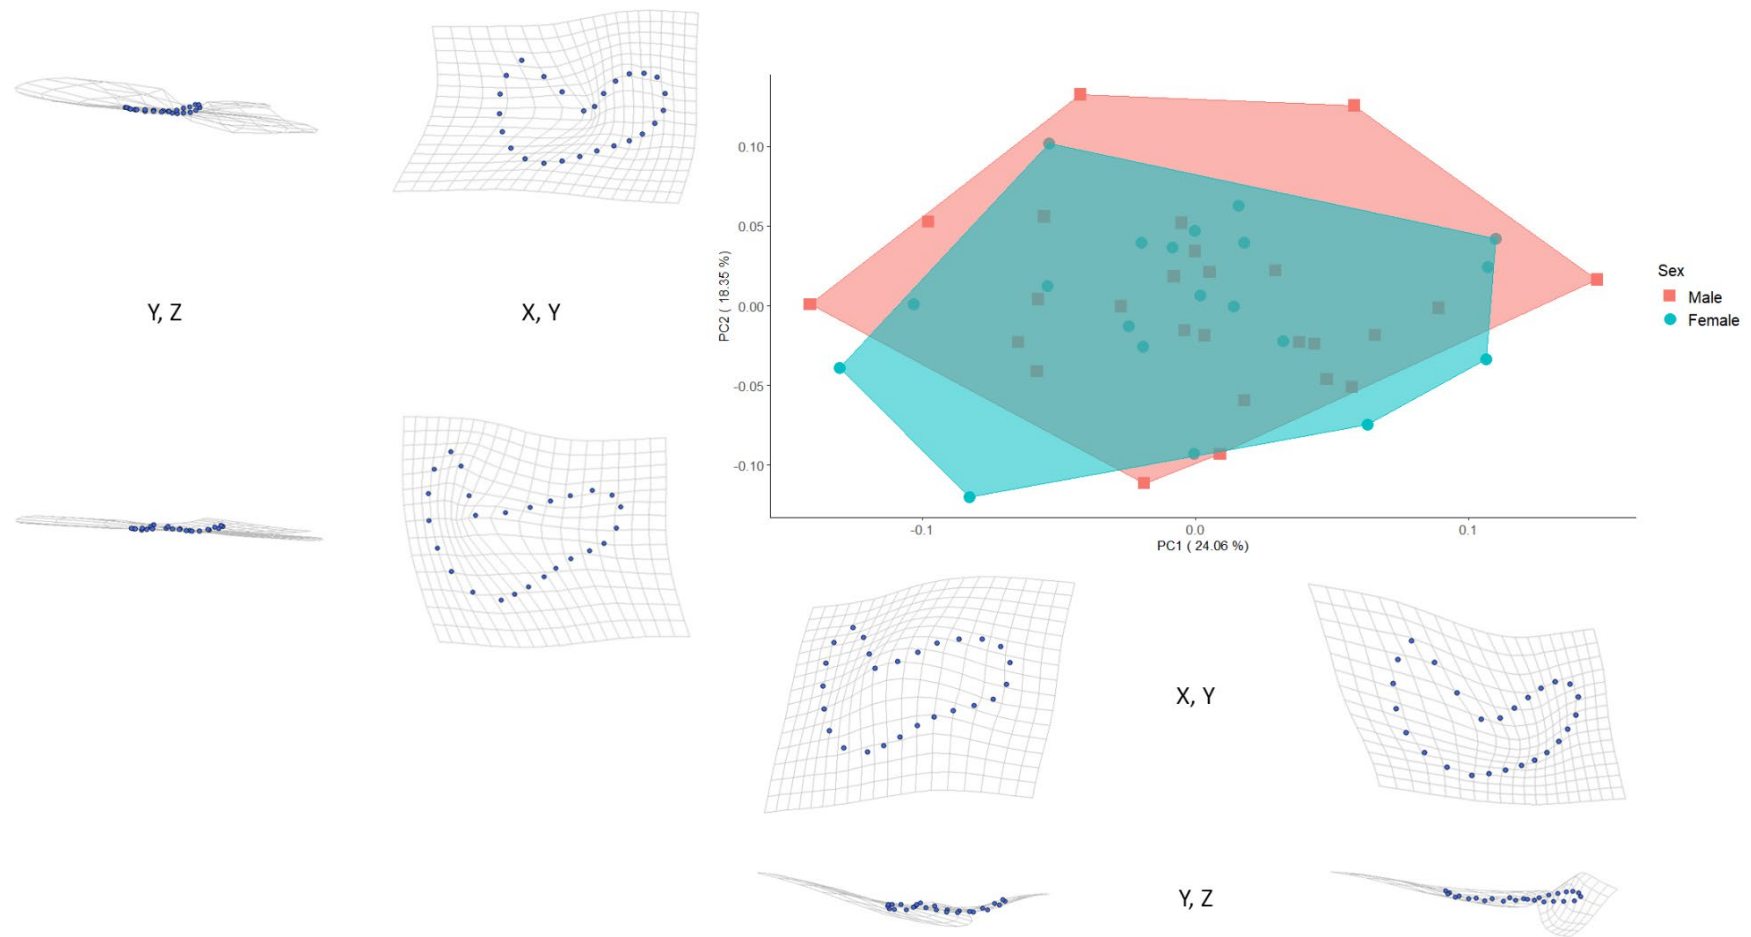 0.10
0.05
0.00
-0.05
-0.10
PC2 ( 18.35 %)
-0.1
0.0
0.1
PC1 ( 24.06 %)
Sex
Male
Female
Y, Z
X, Y
X, Y
Y, Z